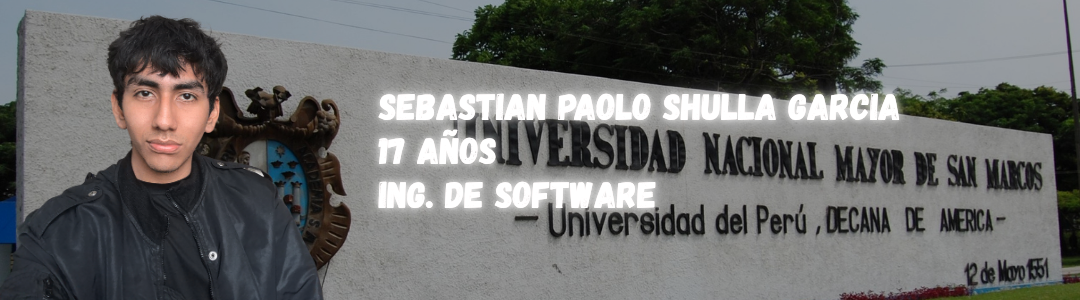 SEBASTIAN PAOLO SHULLA GARCIA
17 AÑOS
ING. DE SOFTWARE
UNIVERSIDAD NACIONAL MAYOR DE SAN MARCOS
— Universidad del Perú , DECANA DE AMERICA —
12 de Mayo 1551